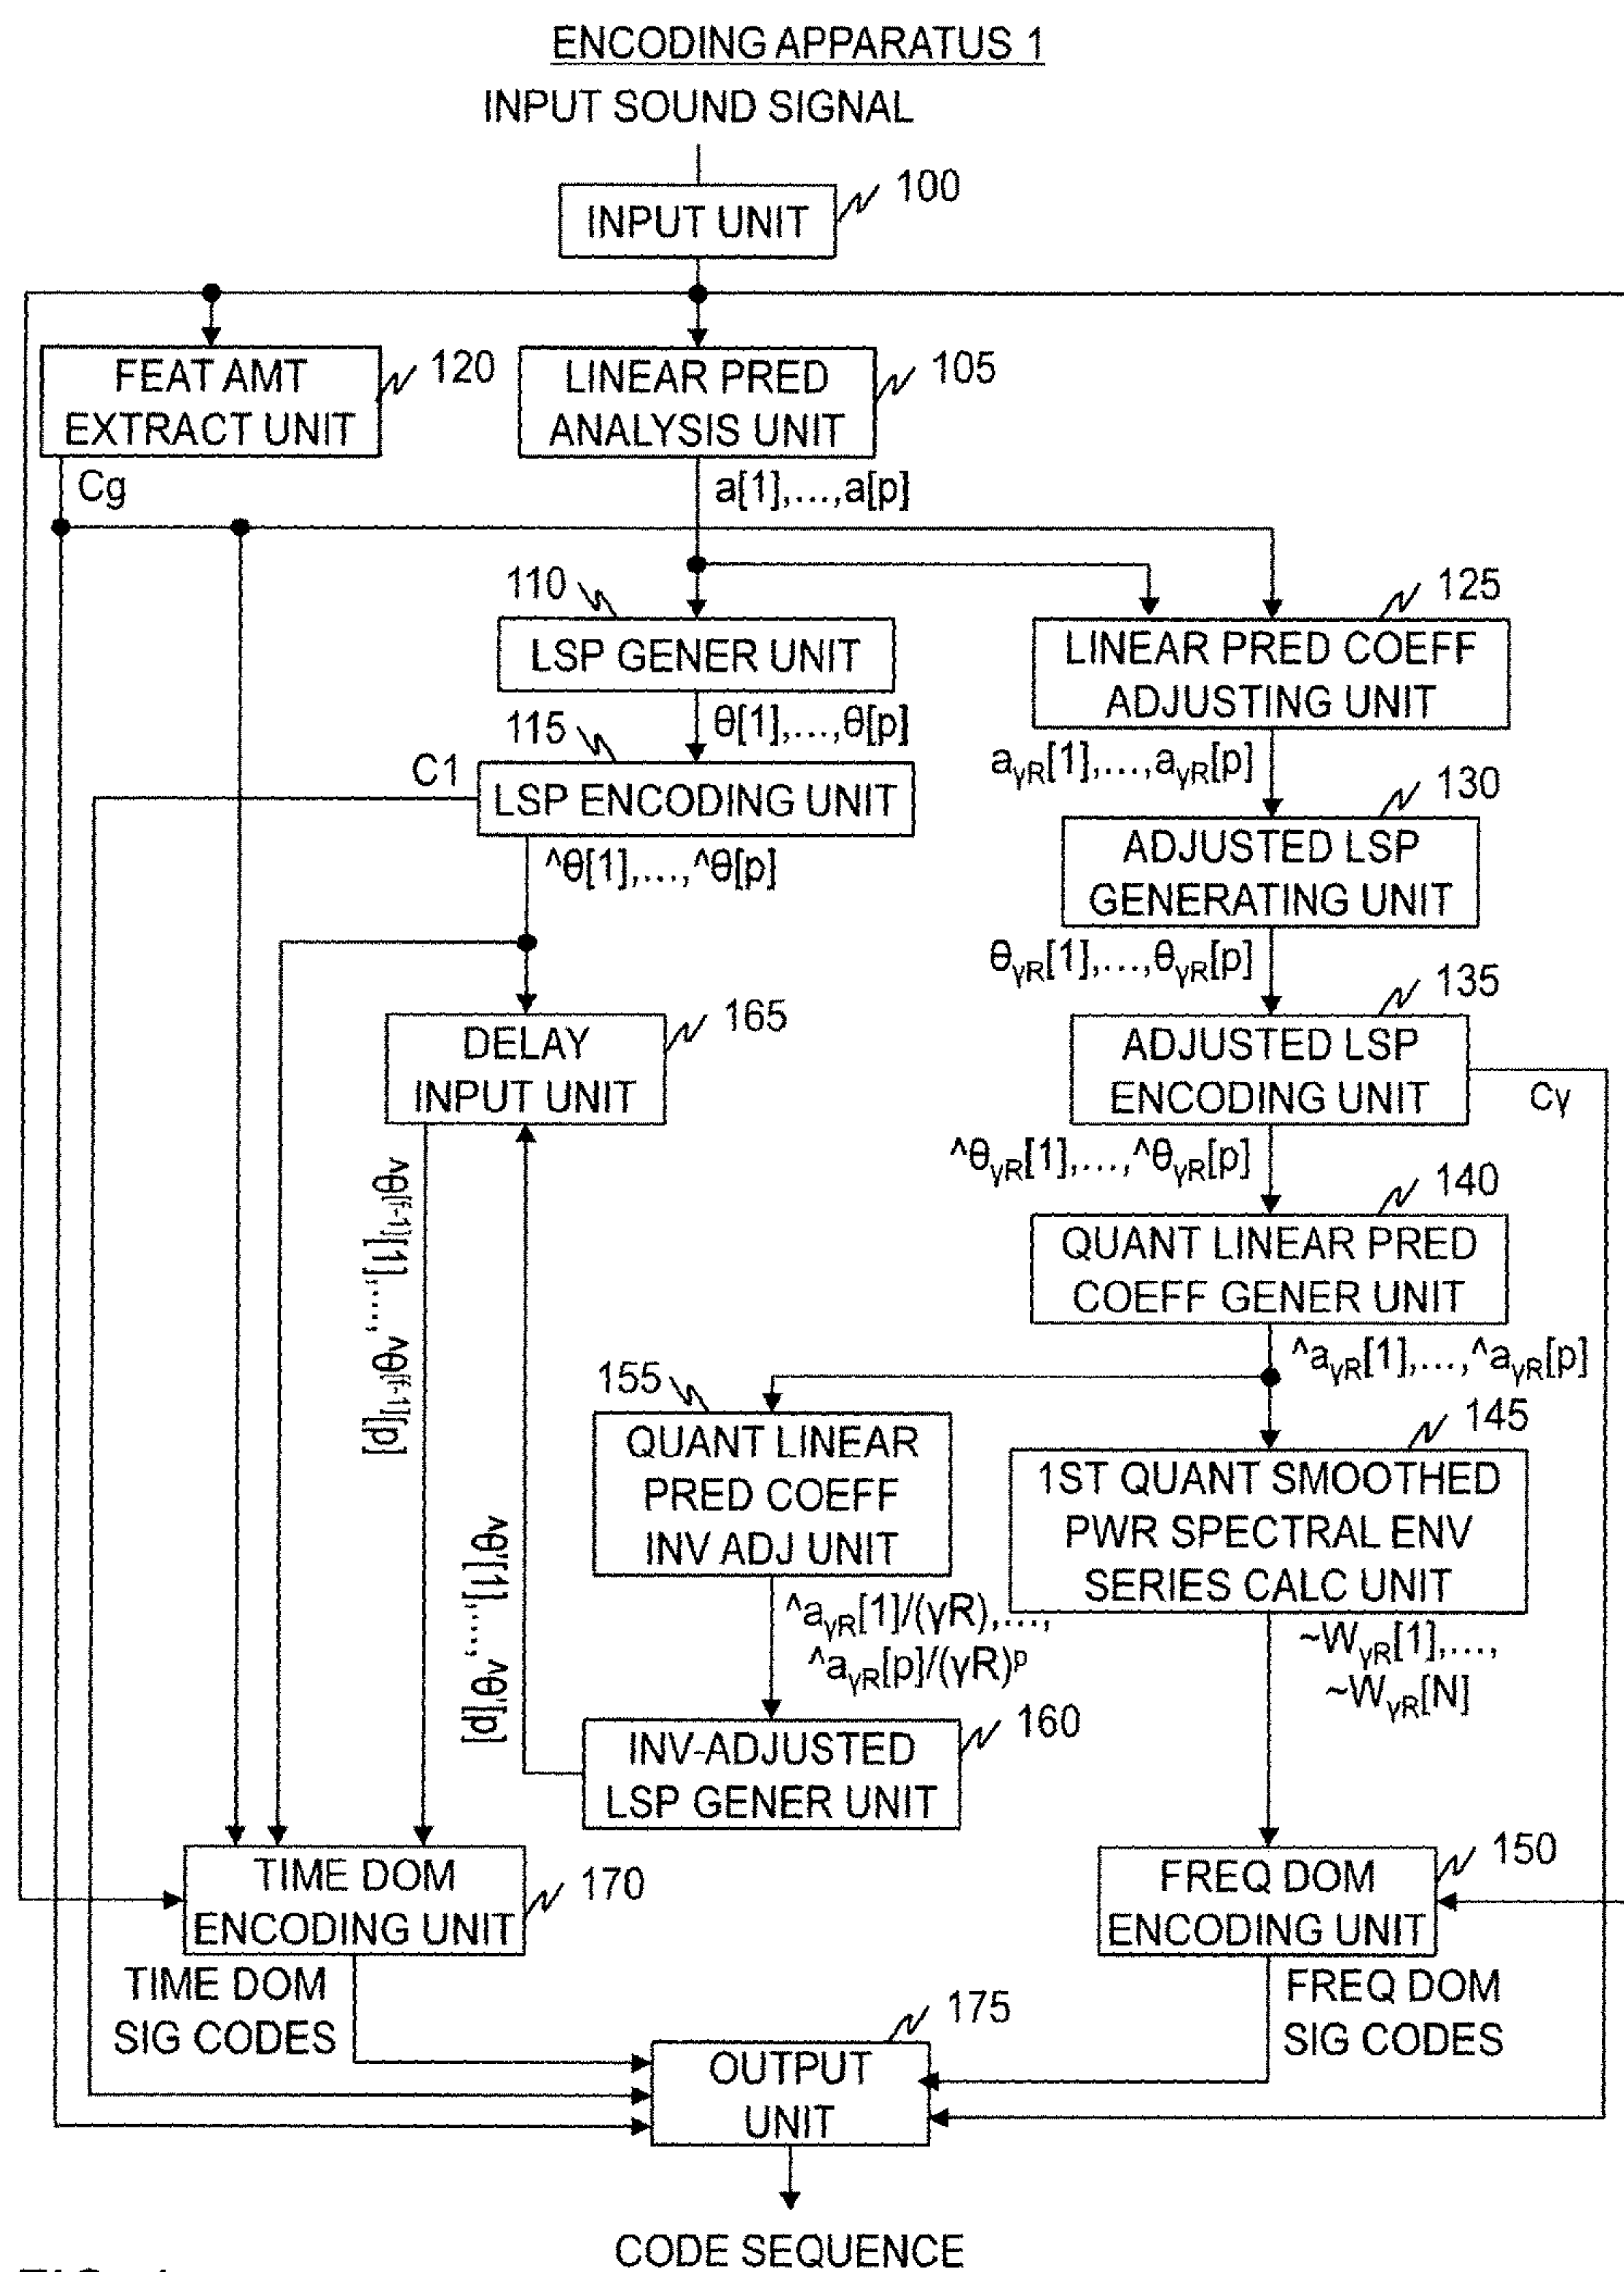 ENCODING APPARATUS 1
INPUT SOUND SIGNAL
INPUT UNIT
100
FEAT AMT
EXTRACT UNIT
120
LINEAR PRED
ANALYSIS UNIT
105
Cg
a[1],...,a[p]
110
LSP GENER UNIT
125
LINEAR PRED COEFF
ADJUSTING UNIT
θ[1],...,θ[p]
115
C1
LSP ENCODING UNIT
aγR[1],...,aγR[p]
130
ADJUSTED LSP
GENERATING UNIT
^θ[1],...,^θ[p]
θγR[1],...,θγR[p]
135
ADJUSTED LSP
ENCODING UNIT
Cγ
DELAY
INPUT UNIT
165
^θγR[1],...,^θγR[p]
140
QUANT LINEAR PRED
COEFF GENER UNIT
^θ[f-1][1],...,^θ[f-1][p]
^aγR[1],...,^aγR[p]
155
QUANT LINEAR
PRED COEFF
INV ADJ UNIT
145
1ST QUANT SMOOTHED
PWR SPECTRAL ENV
SERIES CALC UNIT
^θ'[1],...,^θ'[p]
^aγR[1]/(γR),...,
^aγR[p]/(γR)p
~WγR[1],...,
~WγR[N]
160
INV-ADJUSTED
LSP GENER UNIT
TIME DOM
ENCODING UNIT
170
FREQ DOM
ENCODING UNIT
150
TIME DOM
SIG CODES
FREQ DOM
SIG CODES
175
OUTPUT
UNIT
CODE SEQUENCE